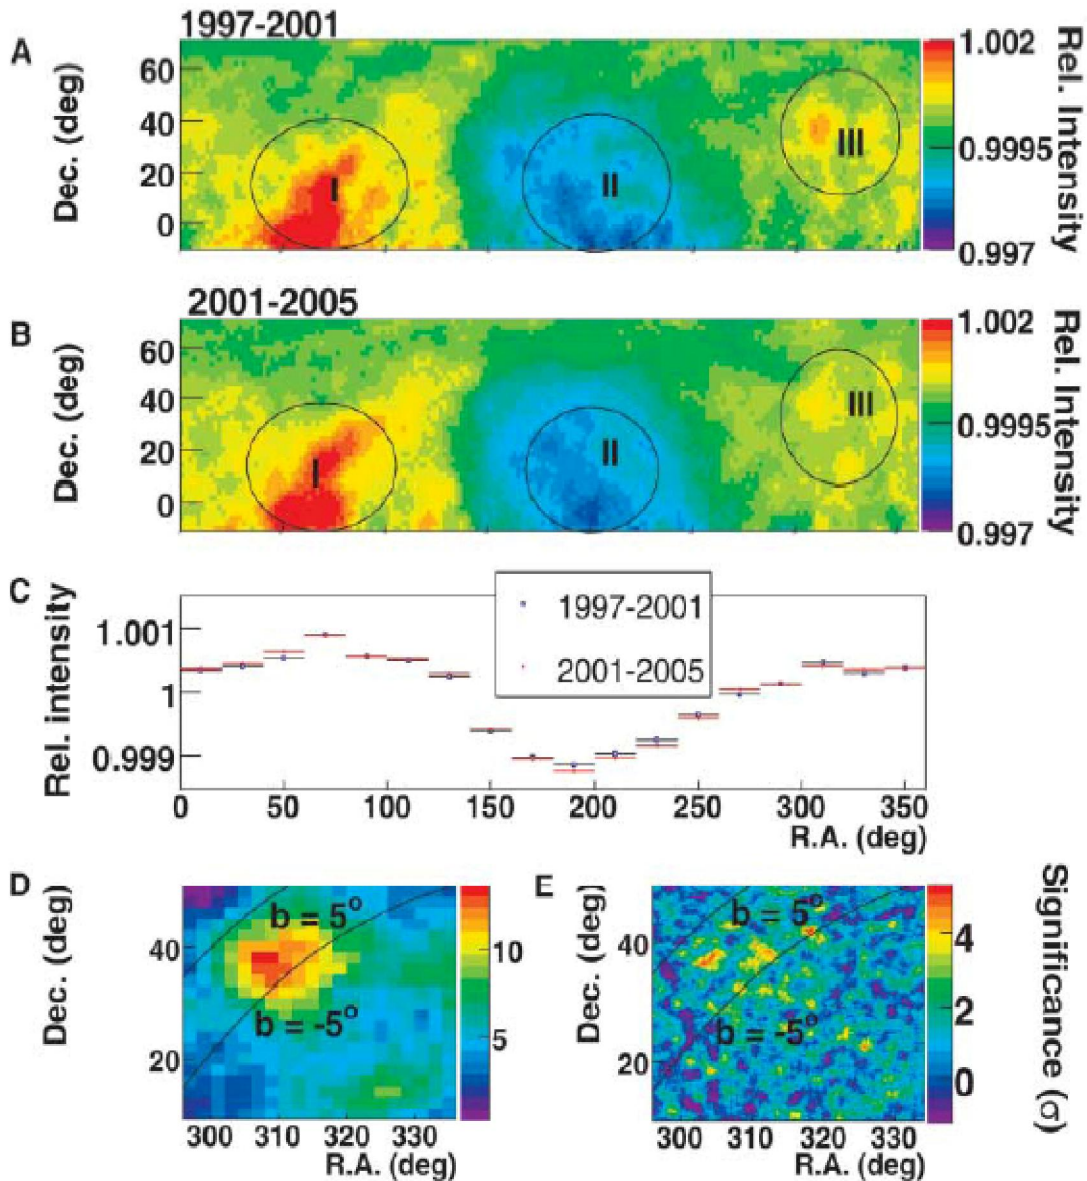 A
1997-2001
Dec. (deg)
60
40
20
0
I
II
III
1.002
0.9995
0.997
Rel. Intensity
B
2001-2005
Dec. (deg)
60
40
20
0
I
II
III
1.002
0.9995
0.997
Rel. Intensity
C
Rel. intensity
1.001
1
0.999
1997-2001
2001-2005
0 50 100 150 200 250 300 350
R.A. (deg)
D
Dec. (deg)
40
20
b = 5°
b = -5°
10
5
300 310 320 330
R.A. (deg)
E
Dec. (deg)
40
20
b = 5°
b = -5°
4
2
0
Significance (σ)
300 310 320 330
R.A. (deg)